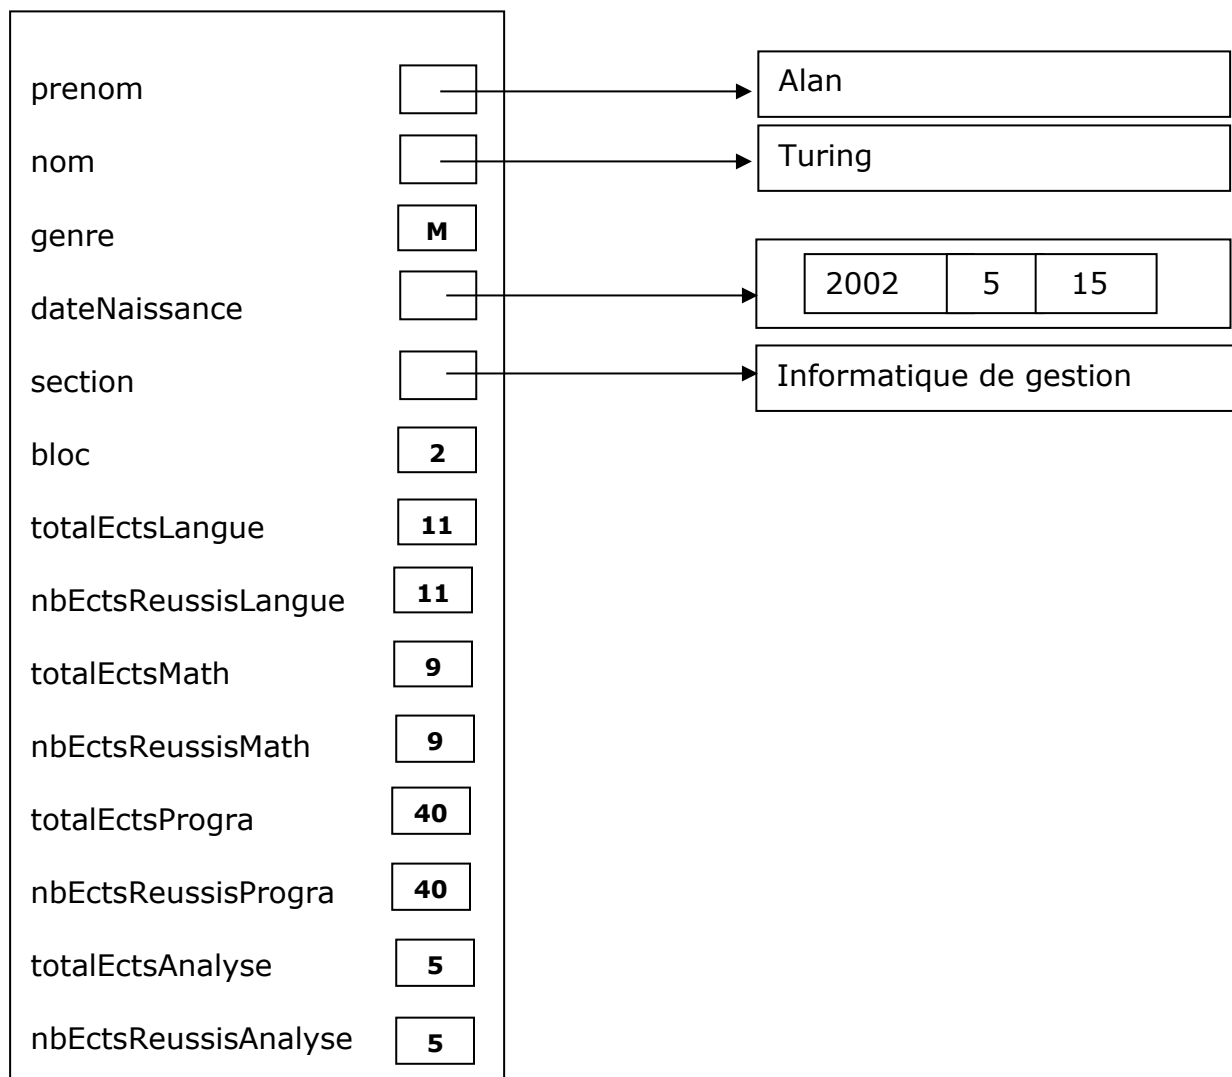 prenom
Alan
nom
Turing
genre M
dateNaissance
2002 5 15
section
Informatique de gestion
bloc 2
totalEctsLangue 11
nbEctsReussisLangue 11
totalEctsMath 9
nbEctsReussisMath 9
totalEctsProgra 40
nbEctsReussisProgra 40
totalEctsAnalyse 5
nbEctsReussisAnalyse 5